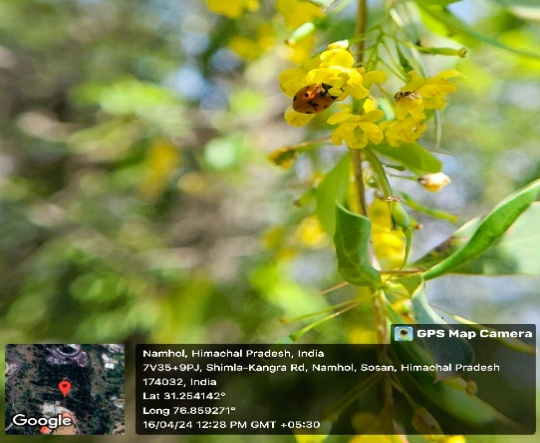 GPS Map Camera
Namhol, Himachal Pradesh, India
7V35+9PJ, Shimla-Kangra Rd, Namhol, Sosan, Himachal Pradesh
174032, India
Lat 31.254142°
Long 76.859271°
16/04/24 12:28 PM GMT +05:30
Google